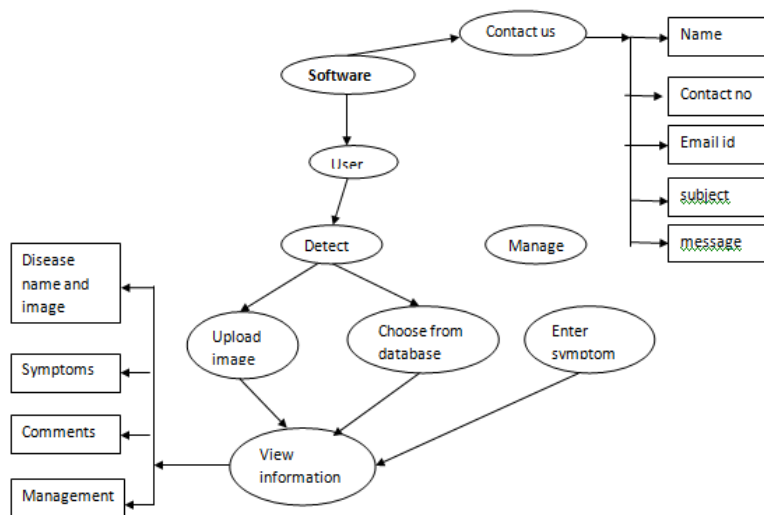 Contact us
Name
Software
Contact no
Email id
User
subject
Detect
Manage
message
Disease
name and
image
Upload
image
Choose from
database
Enter
symptom
Symptoms
Comments
View
information
Management